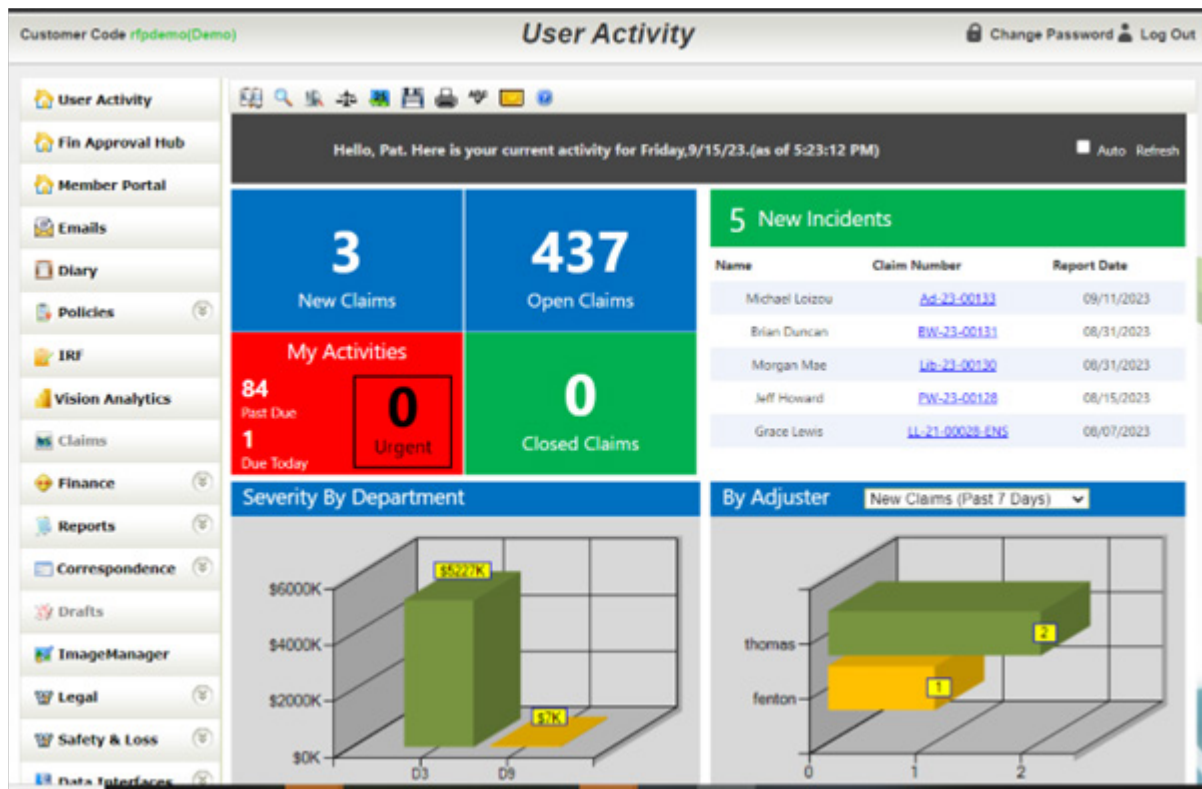 Customer Code rfpdemo(Demo)
User Activity
Change Password Log Out
User Activity
Fin Approval Hub
Member Portal
Emails
Diary
Policies
IRF
Vision Analytics
Claims
Finance
Reports
Correspondence
Drafts
ImageManager
Legal
Safety & Loss
Data Interfaces
Hello, Pat. Here is your current activity for Friday,9/15/23.(as of 5:23:12 PM)
Auto Refresh
3
New Claims
437
Open Claims
My Activities
84
Past Due
1
Due Today
0
Urgent
0
Closed Claims
5 New Incidents
Name Claim Number Report Date
Michael Loizou Ad-23-00133 09/11/2023
Brian Duncan BW-23-00131 08/31/2023
Morgan Mae Lib-23-00130 08/31/2023
Jeff Howard PW-23-00128 08/15/2023
Grace Lewis LL-21-00028-ENS 08/07/2023
Severity By Department
$6000K
$4000K
$2000K
$0K
$5227K
$7K
D3 D9
By Adjuster New Claims (Past 7 Days)
thomas 2
fenton 1
0 1 2